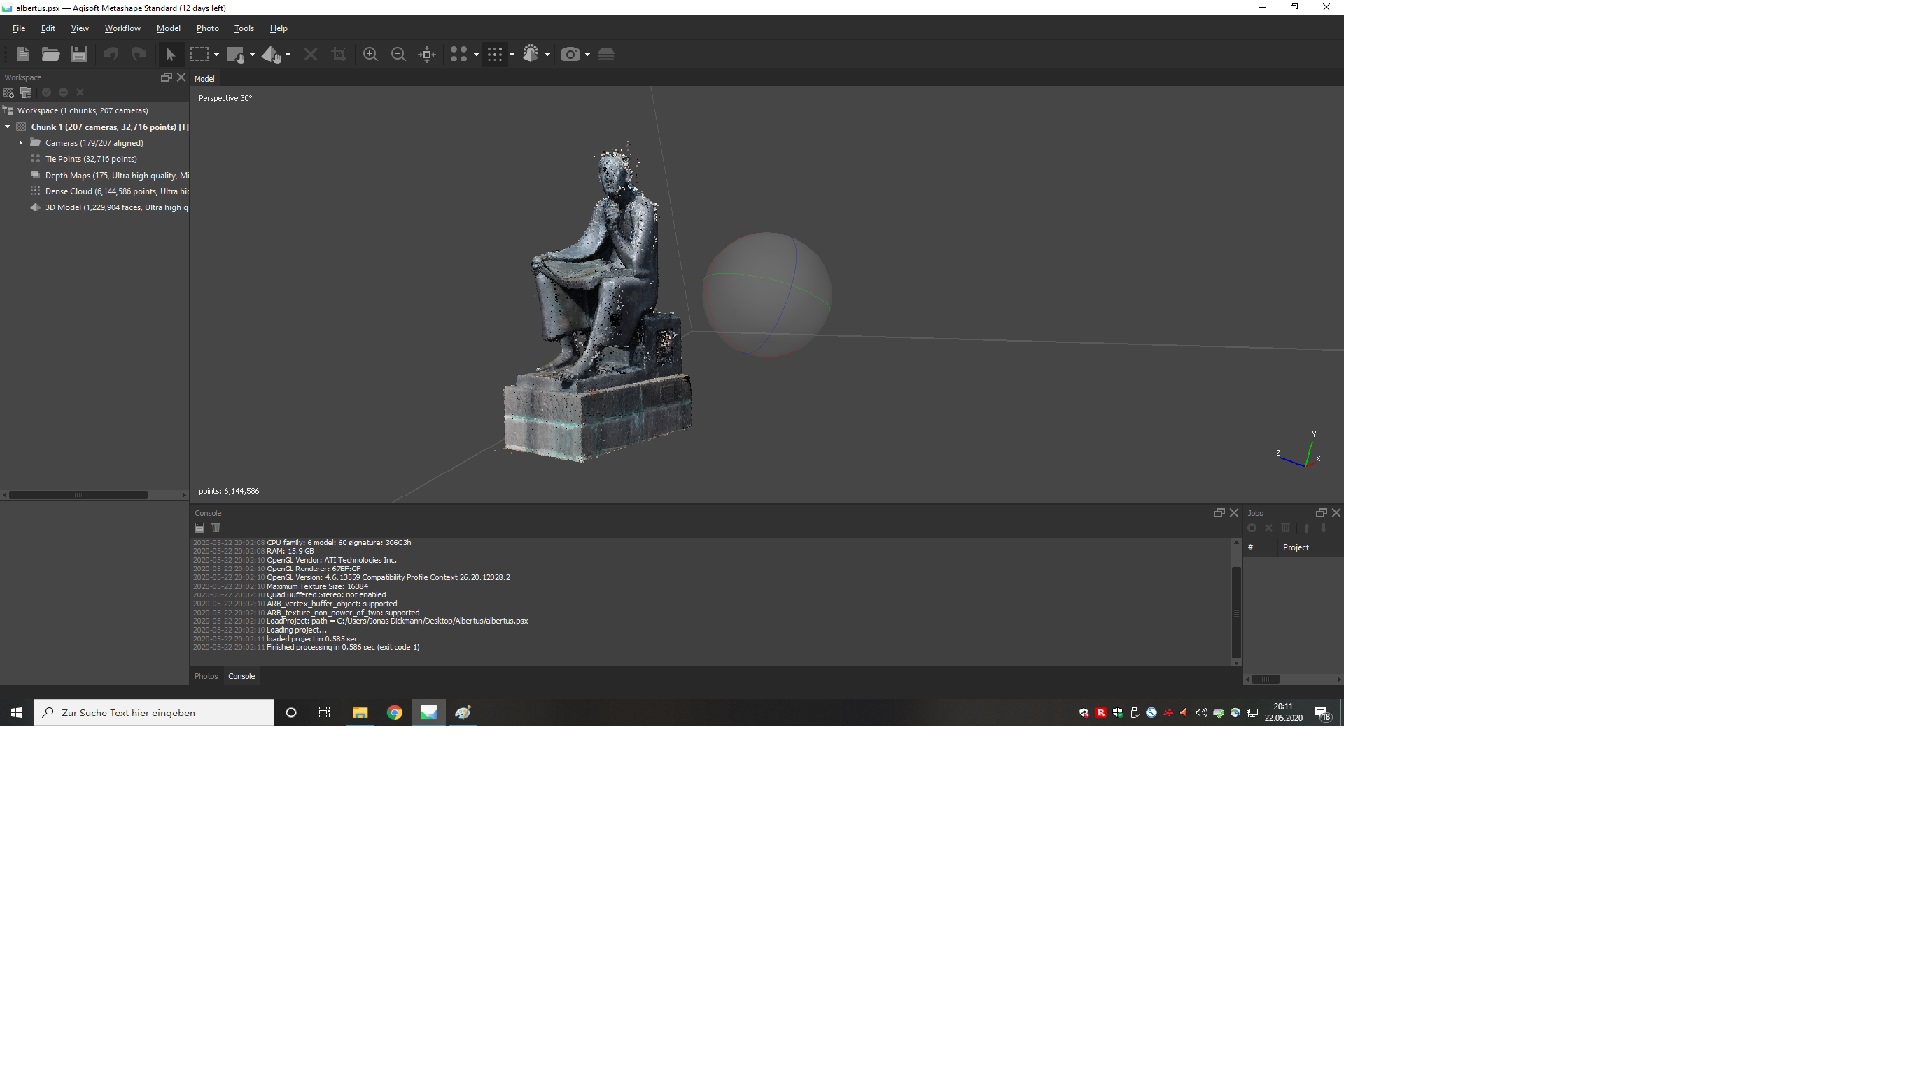 albertus.psx — Agisoft Metashape Standard (12 days left)
File Edit View Workflow Model Photo Tools Help
Workspace
Model
Perspective 30°
Workspace (1 chunks, 207 cameras)
Chunk 1 (207 cameras, 32,716 points) [T]
Cameras (179/207 aligned)
Tie Points (32,716 points)
Depth Maps (175, Ultra high quality, Mi
Dense Cloud (6,144,586 points, Ultra hic
3D Model (1,229,904 faces, Ultra high q
Y
Z
X
points: 6,144,586
Console
Jobs
# Project
2020-05-22 20:02:08 CPU family: 6 model: 60 signature: 306C3h
2020-05-22 20:02:08 RAM: 15.9 GB
2020-05-22 20:02:10 OpenGL Vendor: ATI Technologies Inc.
2020-05-22 20:02:10 OpenGL Renderer: 67EF:CF
2020-05-22 20:02:10 OpenGL Version: 4.6.13559 Compatibility Profile Context 26.20.12028.2
2020-05-22 20:02:10 Maximum Texture Size: 16384
2020-05-22 20:02:10 Quad Buffered Stereo: not enabled
2020-05-22 20:02:10 ARB_vertex_buffer_object: supported
2020-05-22 20:02:10 ARB_texture_non_power_of_two: supported
2020-05-22 20:02:10 LoadProject: path = C:/Users/Jonas Dickmann/Desktop/Albertus/albertus.psx
2020-05-22 20:02:10 Loading project...
2020-05-22 20:02:11 loaded project in 0.585 sec
2020-05-22 20:02:11 Finished processing in 0.586 sec (exit code 1)
Photos Console
Zur Suche Text hier eingeben
20:11
22.05.2020
18